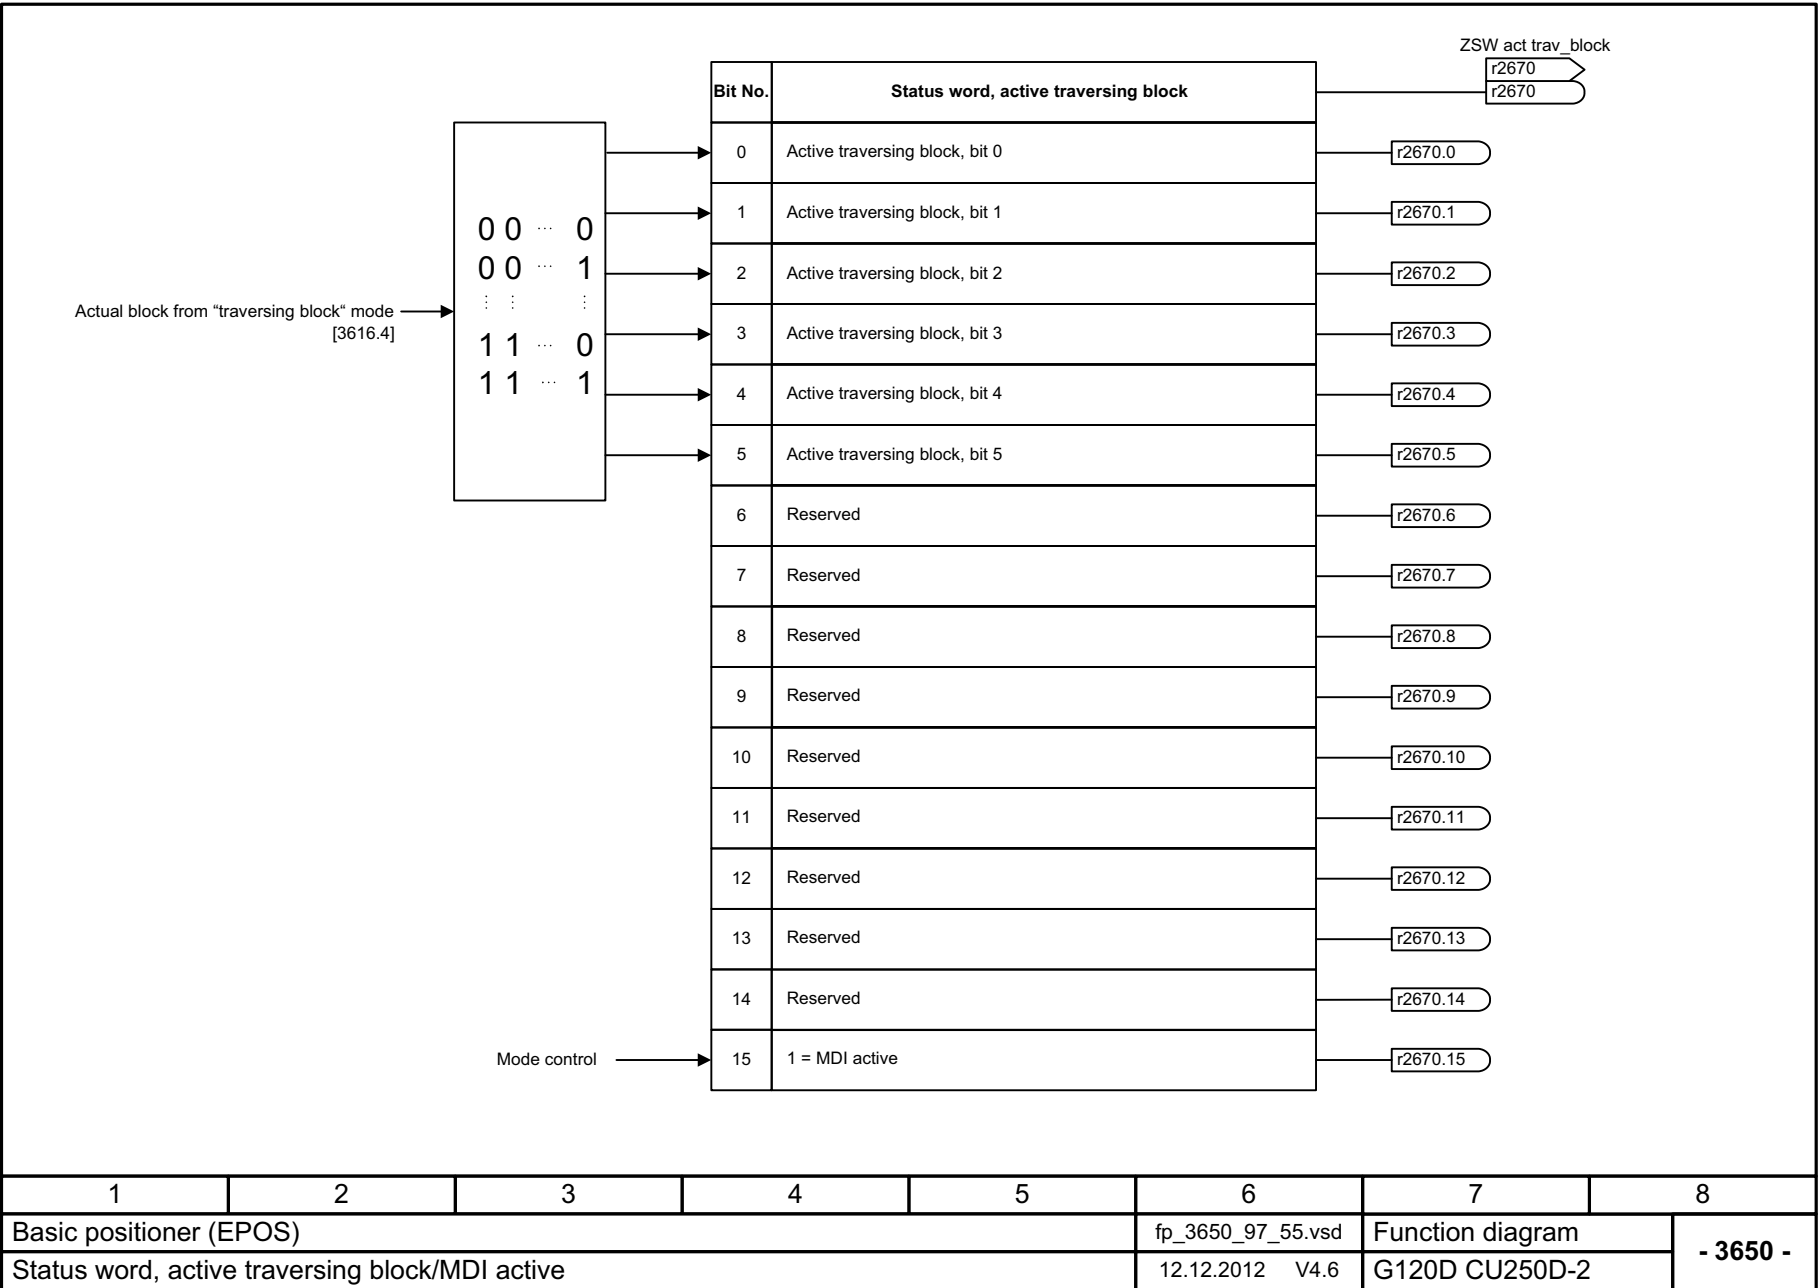 ZSW act trav_block
r2670
r2670
Bit No. Status word, active traversing block
0 Active traversing block, bit 0 r2670.0
1 Active traversing block, bit 1 r2670.1
2 Active traversing block, bit 2 r2670.2
3 Active traversing block, bit 3 r2670.3
4 Active traversing block, bit 4 r2670.4
5 Active traversing block, bit 5 r2670.5
6 Reserved r2670.6
7 Reserved r2670.7
8 Reserved r2670.8
9 Reserved r2670.9
10 Reserved r2670.10
11 Reserved r2670.11
12 Reserved r2670.12
13 Reserved r2670.13
14 Reserved r2670.14
Mode control 15 1 = MDI active r2670.15
Actual block from “traversing block“ mode
[3616.4]
0 0 ... 0
0 0 ... 1
⋮ ⋮ ⋮
1 1 ... 0
1 1 ... 1
1 2 3 4 5 6 7 8
Basic positioner (EPOS) fp_3650_97_55.vsd Function diagram
- 3650 -
Status word, active traversing block/MDI active 12.12.2012 V4.6 G120D CU250D-2